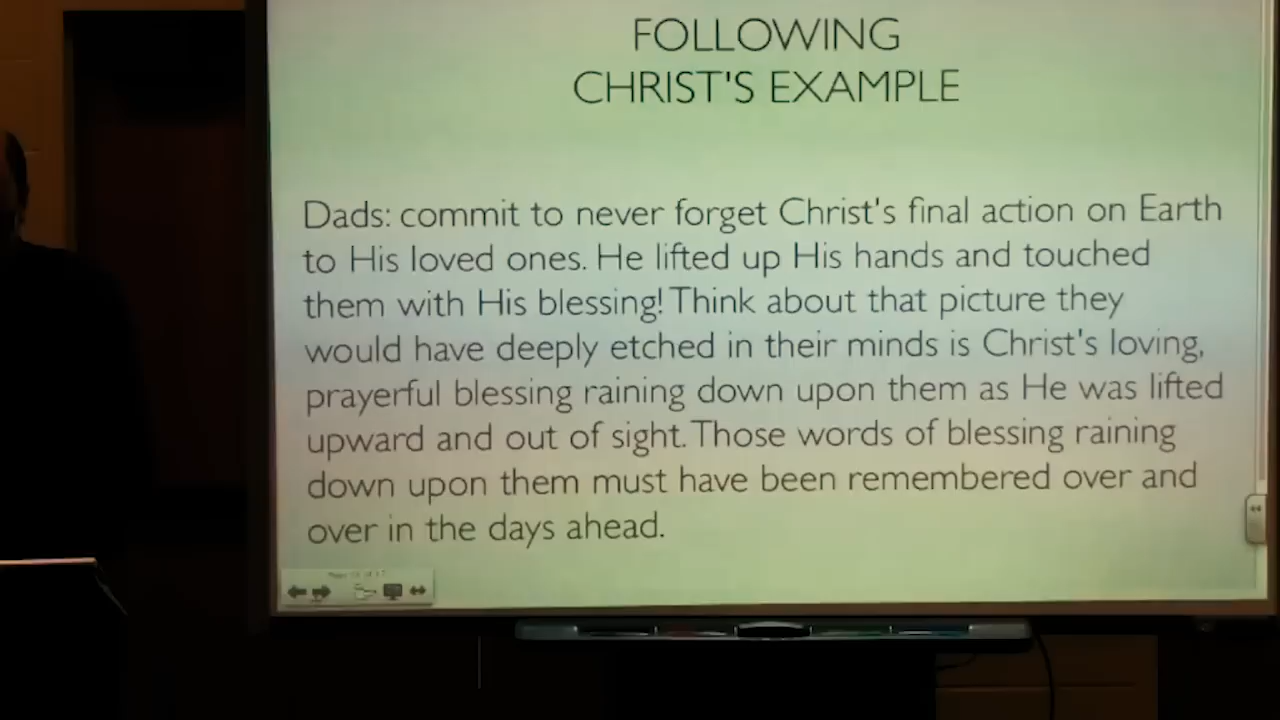 FOLLOWING
CHRIST'S EXAMPLE
Dads: commit to never forget Christ's final action on Earth
to His loved ones. He lifted up His hands and touched
them with His blessing! Think about that picture they
would have deeply etched in their minds is Christ's loving,
prayerful blessing raining down upon them as He was lifted
upward and out of sight. Those words of blessing raining
down upon them must have been remembered over and
over in the days ahead.